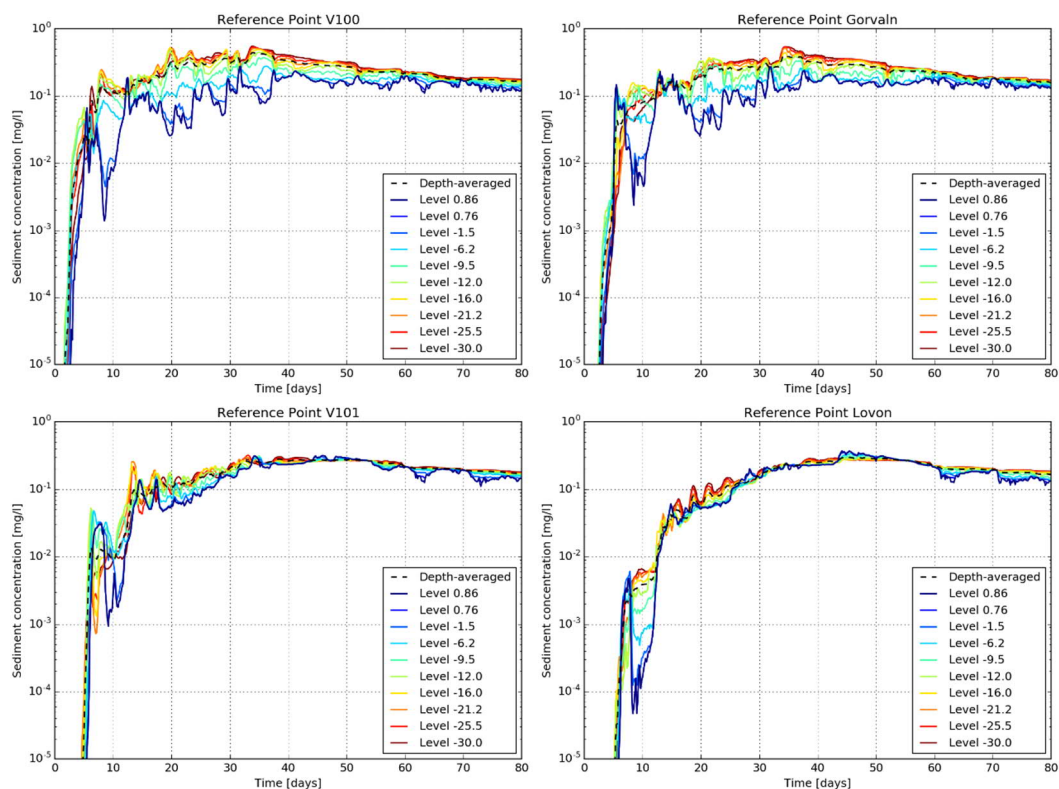 Reference Point V100
Sediment concentration [mg/l]
10⁰
10⁻¹
10⁻²
10⁻³
10⁻⁴
10⁻⁵
Depth-averaged
Level 0.86
Level 0.76
Level -1.5
Level -6.2
Level -9.5
Level -12.0
Level -16.0
Level -21.2
Level -25.5
Level -30.0
0 10 20 30 40 50 60 70 80
Time [days]
Reference Point Gorvaln
Sediment concentration [mg/l]
10⁰
10⁻¹
10⁻²
10⁻³
10⁻⁴
10⁻⁵
Depth-averaged
Level 0.86
Level 0.76
Level -1.5
Level -6.2
Level -9.5
Level -12.0
Level -16.0
Level -21.2
Level -25.5
Level -30.0
0 10 20 30 40 50 60 70 80
Time [days]
Reference Point V101
Sediment concentration [mg/l]
10⁰
10⁻¹
10⁻²
10⁻³
10⁻⁴
10⁻⁵
Depth-averaged
Level 0.86
Level 0.76
Level -1.5
Level -6.2
Level -9.5
Level -12.0
Level -16.0
Level -21.2
Level -25.5
Level -30.0
0 10 20 30 40 50 60 70 80
Time [days]
Reference Point Lovon
Sediment concentration [mg/l]
10⁰
10⁻¹
10⁻²
10⁻³
10⁻⁴
10⁻⁵
Depth-averaged
Level 0.86
Level 0.76
Level -1.5
Level -6.2
Level -9.5
Level -12.0
Level -16.0
Level -21.2
Level -25.5
Level -30.0
0 10 20 30 40 50 60 70 80
Time [days]